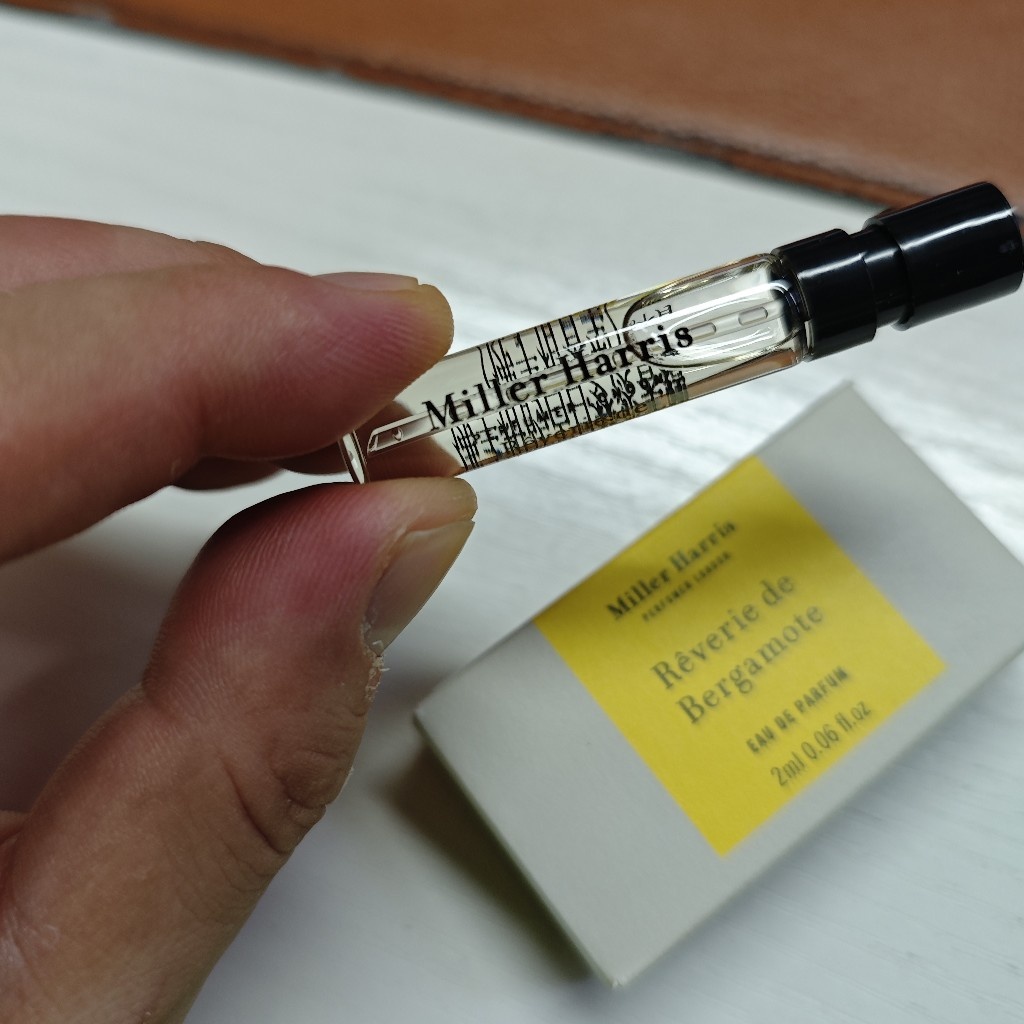 Miller Harris
Miller Harris
PERFUMER LONDON
Rêverie de
Bergamote
EAU DE PARFUM
2ml 0.06 fl.oz